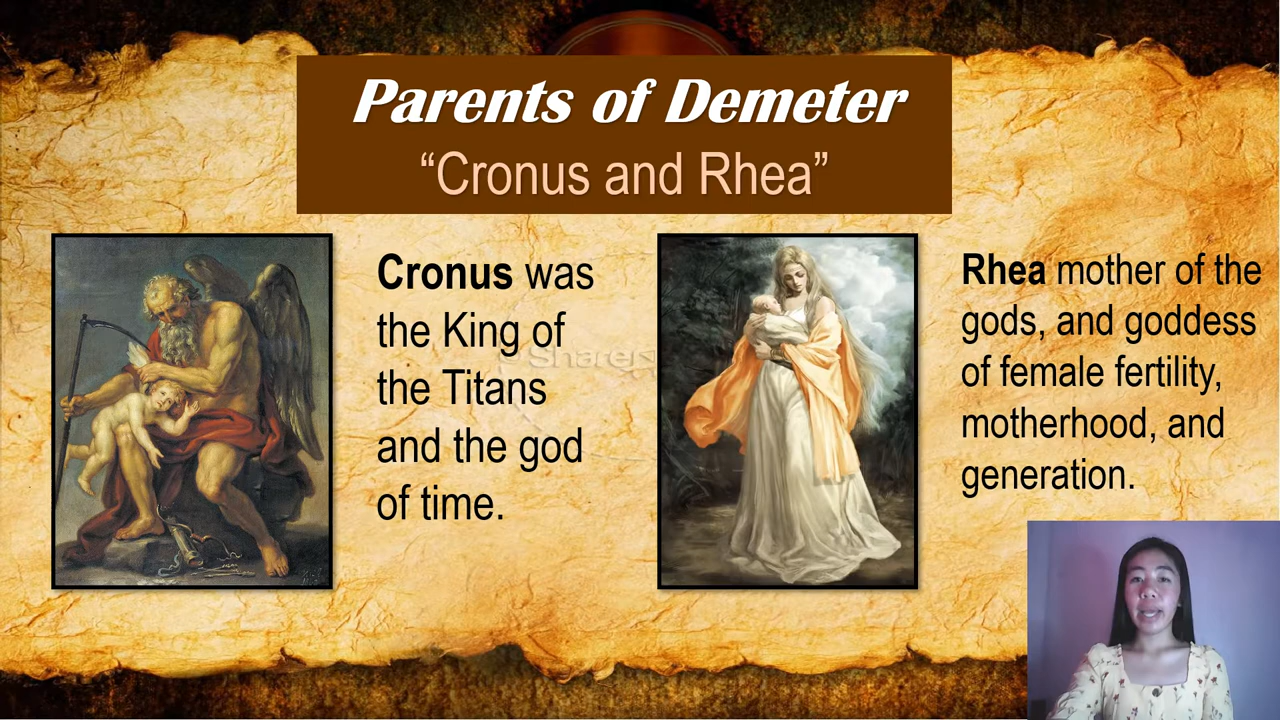 Parents of Demeter
“Cronus and Rhea”
Cronus was
the King of
the Titans
and the god
of time.
Rhea mother of the
gods, and goddess
of female fertility,
motherhood, and
generation.